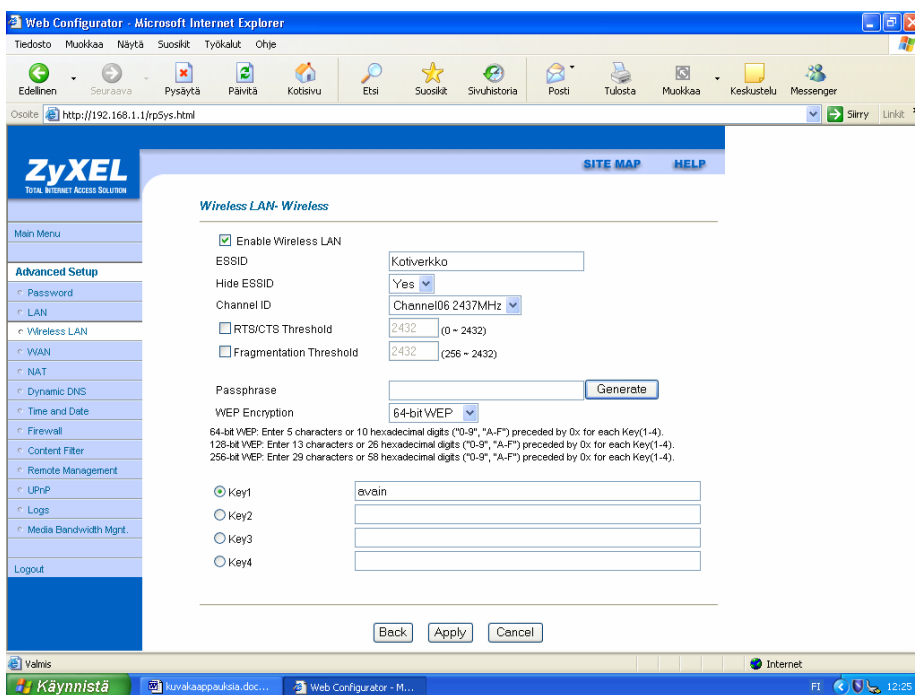 Web Configurator - Microsoft Internet Explorer
Tiedosto Muokkaa Näytä Suosikit Työkalut Ohje
Edellinen Seuraava Pysäytä Päivitä Kotisivu Etsi Suosikit Sivuhistoria Posti Tulosta Muokkaa Keskustelu Messenger
Osoite http://192.168.1.1/rpSys.html Siirry Linkit
ZyXEL
TOTAL INTERNET ACCESS SOLUTION
SITE MAP HELP
Main Menu
Advanced Setup
Password
LAN
Wireless LAN
WAN
NAT
Dynamic DNS
Time and Date
Firewall
Content Filter
Remote Management
UPnP
Logs
Media Bandwidth Mgnt.
Logout
Wireless LAN- Wireless
Enable Wireless LAN
ESSID Kotiverkko
Hide ESSID Yes
Channel ID Channel06 2437MHz
RTS/CTS Threshold 2432 (0 ~ 2432)
Fragmentation Threshold 2432 (256 ~ 2432)
Passphrase Generate
WEP Encryption 64-bit WEP
64-bit WEP: Enter 5 characters or 10 hexadecimal digits ("0-9", "A-F") preceded by 0x for each Key(1-4).
128-bit WEP: Enter 13 characters or 26 hexadecimal digits ("0-9", "A-F") preceded by 0x for each Key(1-4).
256-bit WEP: Enter 29 characters or 58 hexadecimal digits ("0-9", "A-F") preceded by 0x for each Key(1-4).
Key1 avain
Key2
Key3
Key4
Back Apply Cancel
Valmis Internet
Käynnistä kuvakaappauksia.doc... Web Configurator - M... FI 12:25